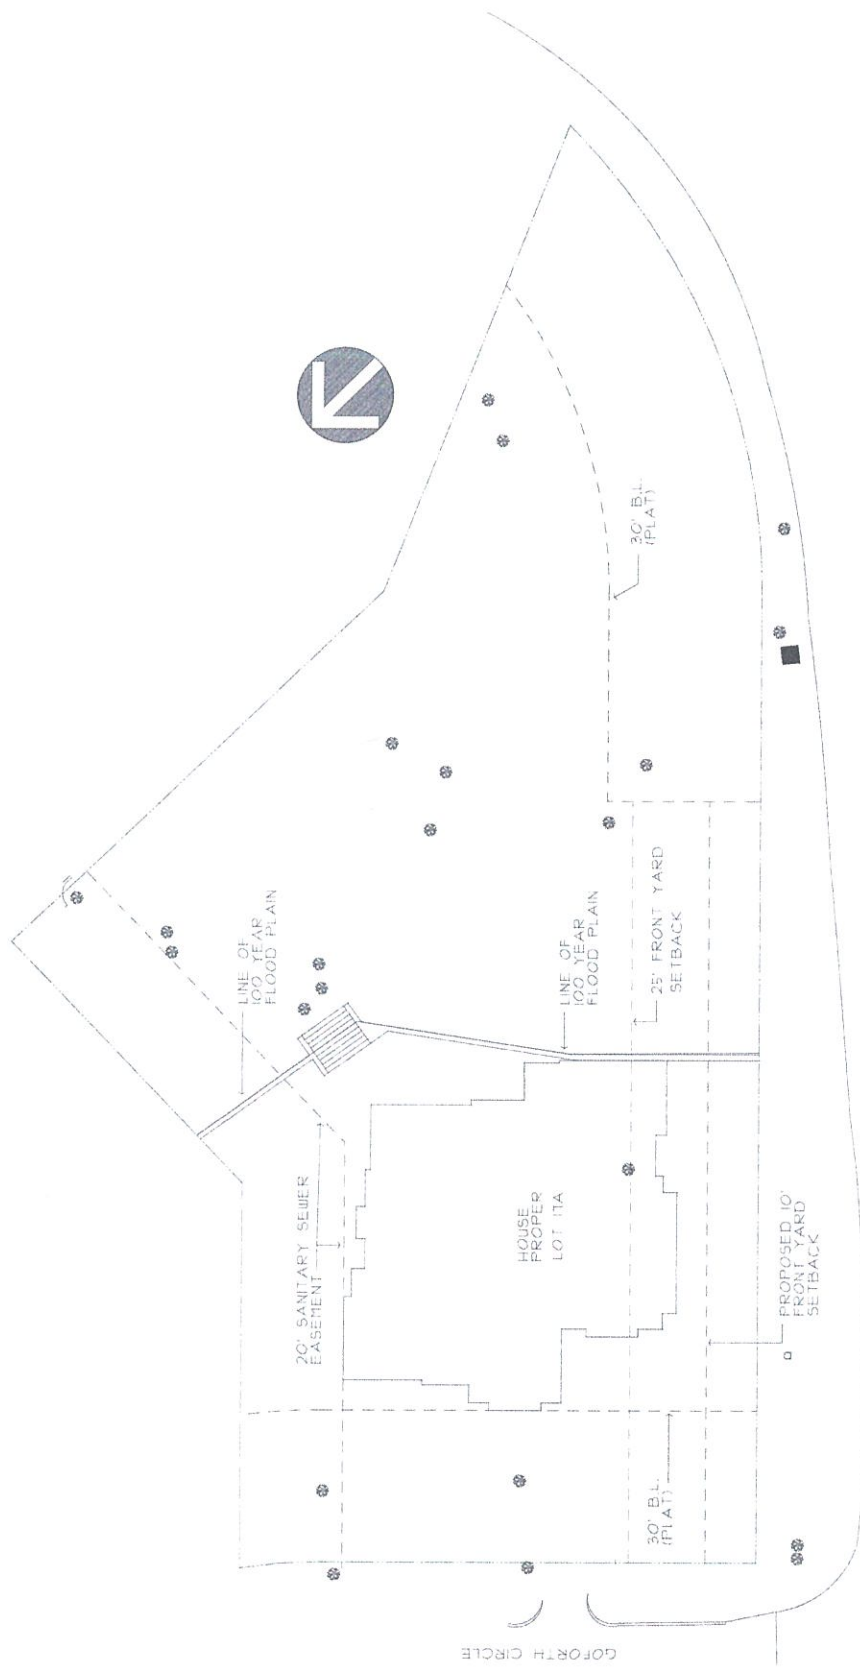 LINE OF
100 YEAR
FLOOD PLAIN
20' SANITARY SEWER
EASEMENT
30' B.L.
(PLAT)
LINE OF
100 YEAR
FLOOD PLAIN
25' FRONT YARD
SETBACK
HOUSE
PROPER
LOT 17A
PROPOSED 10'
FRONT YARD
SETBACK
30' B.L.
(PLAT)
GOFORTH CIRCLE